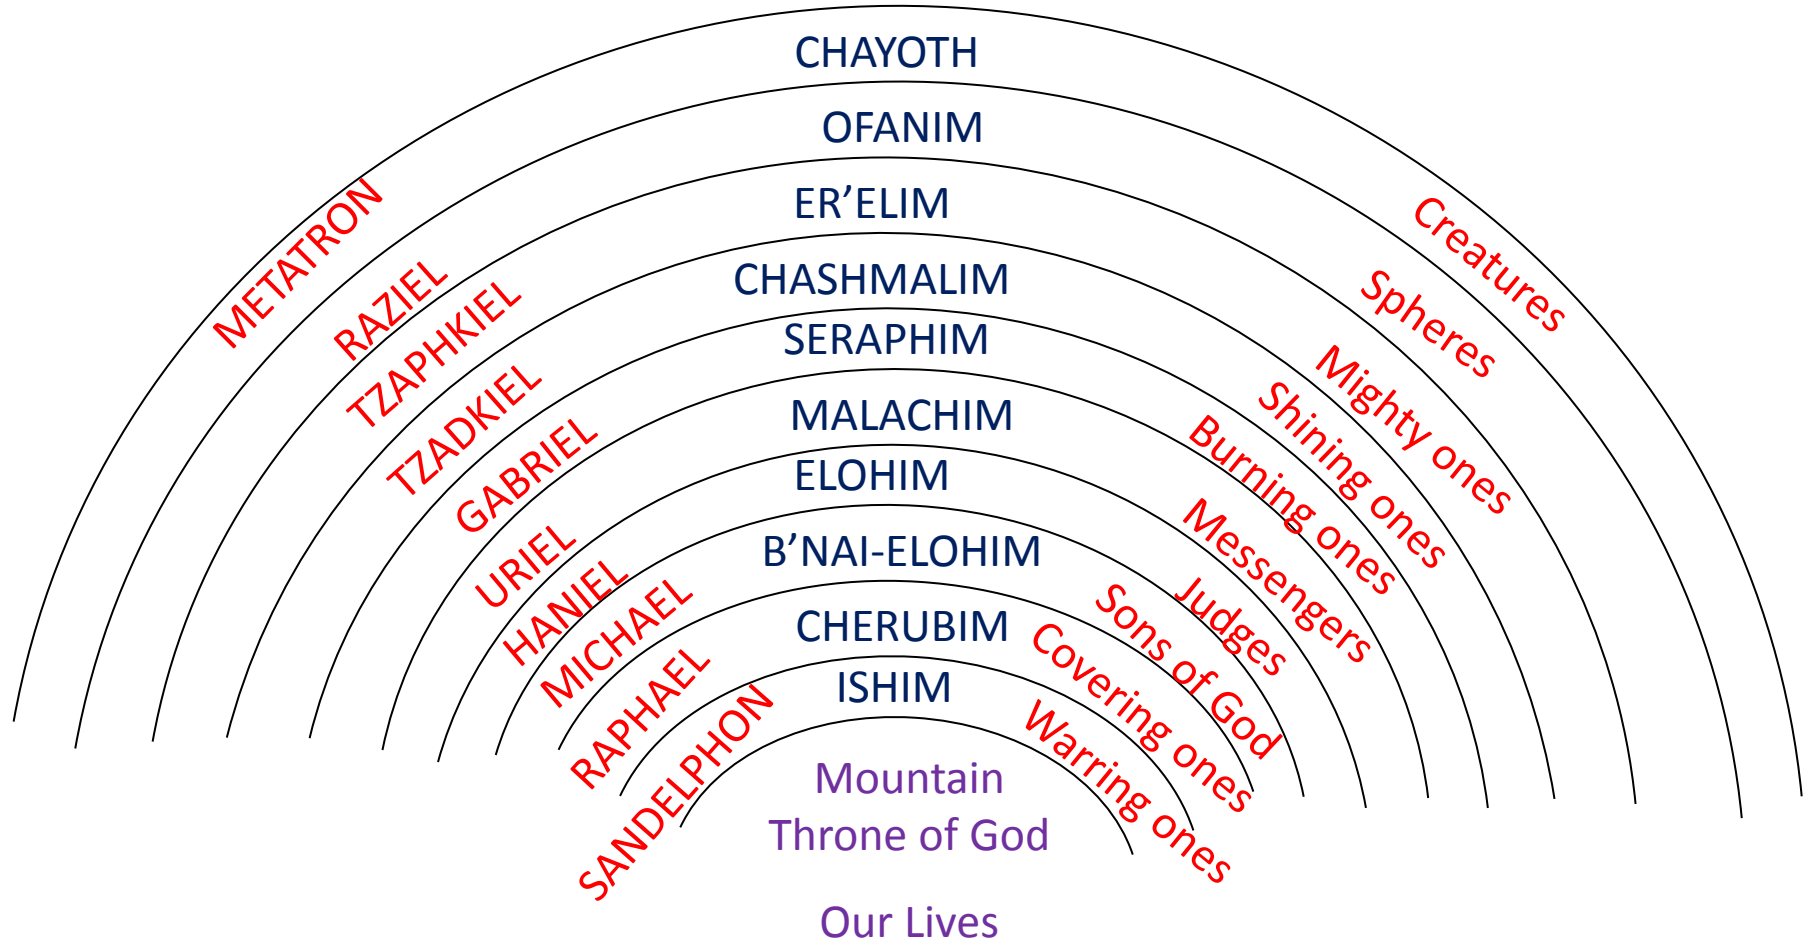 CHAYOTH
OFANIM
ER’ELIM
CHASHMALIM
SERAPHIM
MALACHIM
ELOHIM
B’NAI-ELOHIM
CHERUBIM
ISHIM
METATRON
RAZIEL
TZAPHKIEL
TZADKIEL
GABRIEL
URIEL
HANIEL
MICHAEL
RAPHAEL
SANDELPHON
Creatures
Spheres
Mighty ones
Shining ones
Burning ones
Messengers
Judges
Sons of God
Covering ones
Warring ones
Mountain
Throne of God
Our Lives